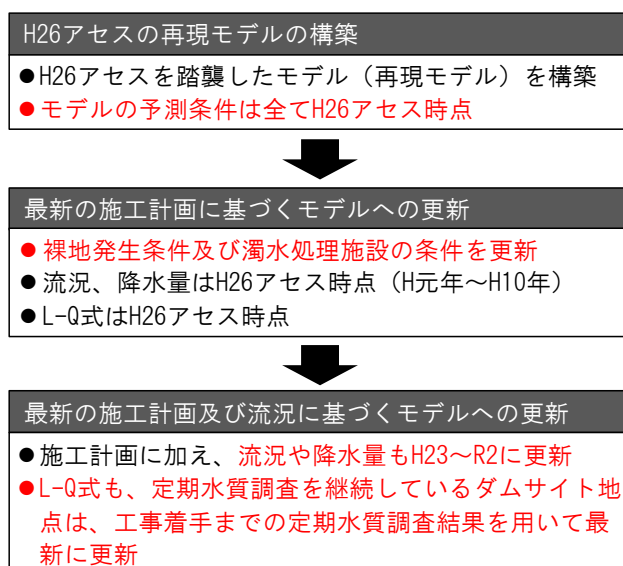 H26アセスの再現モデルの構築
●H26アセスを踏襲したモデル（再現モデル）を構築
●モデルの予測条件は全てH26アセス時点
最新の施工計画に基づくモデルへの更新
●裸地発生条件及び濁水処理施設の条件を更新
●流況、降水量はH26アセス時点（H元年～H10年）
●L-Q式はH26アセス時点
最新の施工計画及び流況に基づくモデルへの更新
●施工計画に加え、流況や降水量もH23～R2に更新
●L-Q式も、定期水質調査を継続しているダムサイト地
点は、工事着手までの定期水質調査結果を用いて最
新に更新